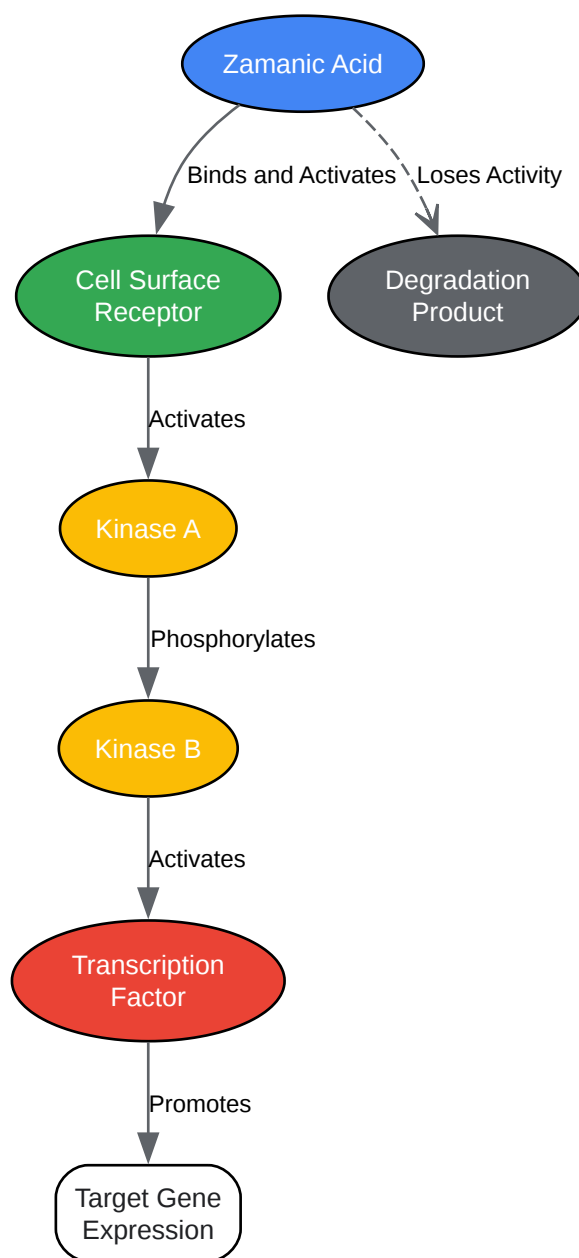 Zamanic Acid
Binds and Activates
Loses Activity
Cell Surface
Receptor
Degradation
Product
Activates
Kinase A
Phosphorylates
Kinase B
Activates
Transcription
Factor
Promotes
Target Gene
Expression